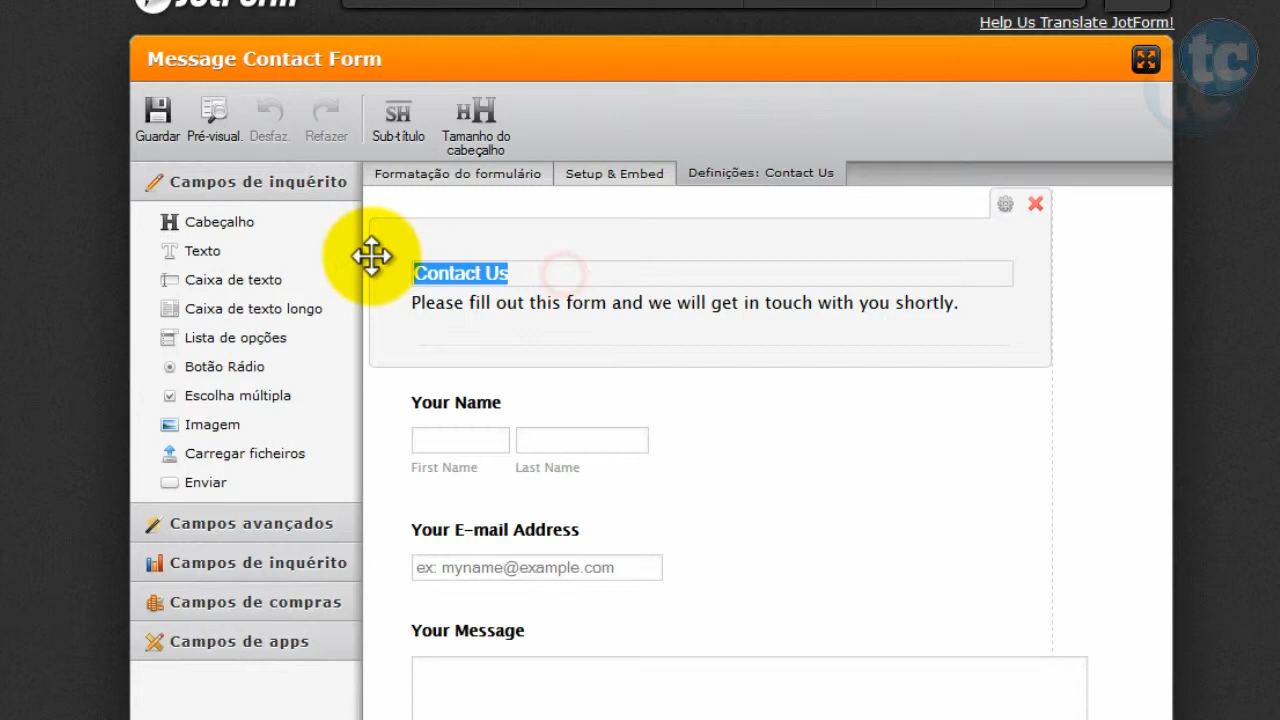 JotForm
Help Us Translate JotForm!
tc
Message Contact Form
Guardar
Pré-visual.
Desfaz.
Refazer
SH
Sub-título
HH
Tamanho do
cabeçalho
Campos de inquérito
Formatação do formulário
Setup & Embed
Definições: Contact Us
H Cabeçalho
T Texto
Caixa de texto
Caixa de texto longo
Lista de opções
Botão Rádio
Escolha múltipla
Imagem
Carregar ficheiros
Enviar
Campos avançados
Campos de inquérito
Campos de compras
Campos de apps
Contact Us
Please fill out this form and we will get in touch with you shortly.
Your Name
First Name
Last Name
Your E-mail Address
ex: myname@example.com
Your Message